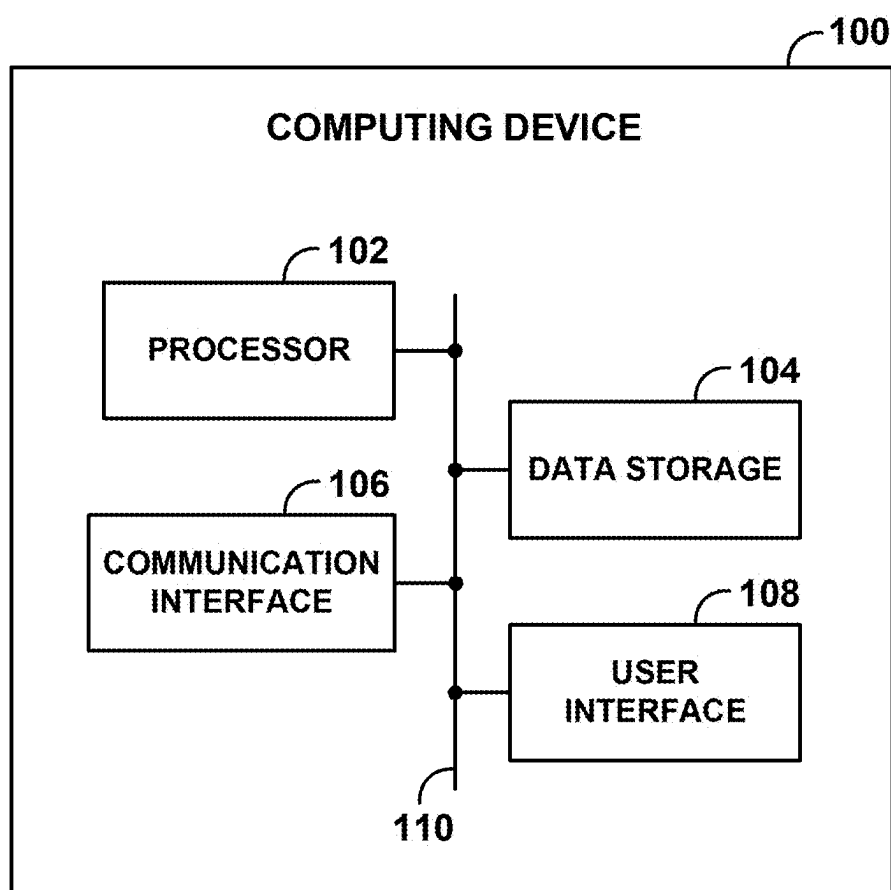 100
COMPUTING DEVICE
102
PROCESSOR
104
DATA STORAGE
106
COMMUNICATION
INTERFACE
108
USER
INTERFACE
110